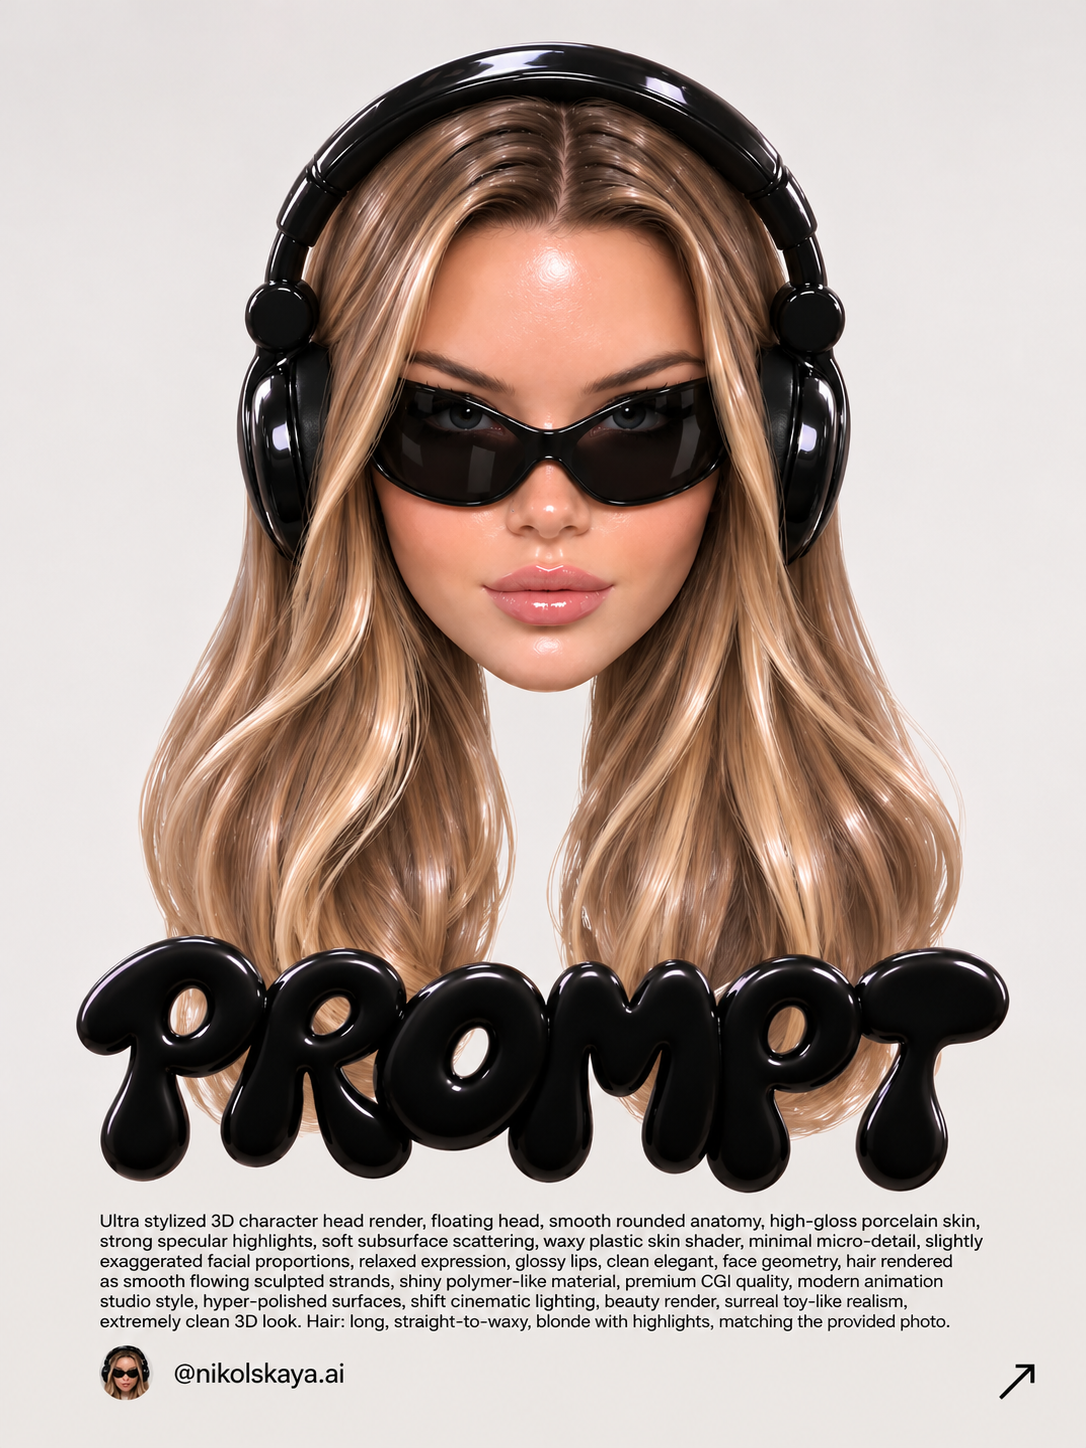 PROMPT
Ultra stylized 3D character head render, floating head, smooth rounded anatomy, high-gloss porcelain skin,
strong specular highlights, soft subsurface scattering, waxy plastic skin shader, minimal micro-detail, slightly
exaggerated facial proportions, relaxed expression, glossy lips, clean elegant, face geometry, hair rendered
as smooth flowing sculpted strands, shiny polymer-like material, premium CGI quality, modern animation
studio style, hyper-polished surfaces, shift cinematic lighting, beauty render, surreal toy-like realism,
extremely clean 3D look. Hair: long, straight-to-waxy, blonde with highlights, matching the provided photo.
@nikolskaya.ai